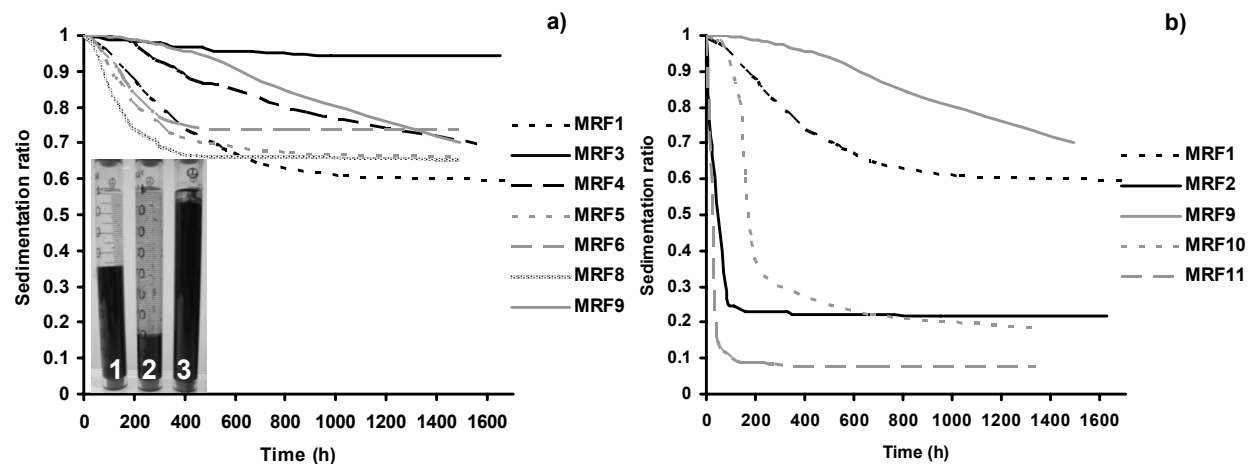 a)
1
0.9
0.8
0.7
0.6
0.5
0.4
0.3
0.2
0.1
0
Sedimentation ratio
0 200 400 600 800 1000 1200 1400 1600
Time (h)
1 2 3
MRF1
MRF3
MRF4
MRF5
MRF6
MRF8
MRF9
b)
1
0.9
0.8
0.7
0.6
0.5
0.4
0.3
0.2
0.1
0
Sedimentation ratio
0 200 400 600 800 1000 1200 1400 1600
Time (h)
MRF1
MRF2
MRF9
MRF10
MRF11